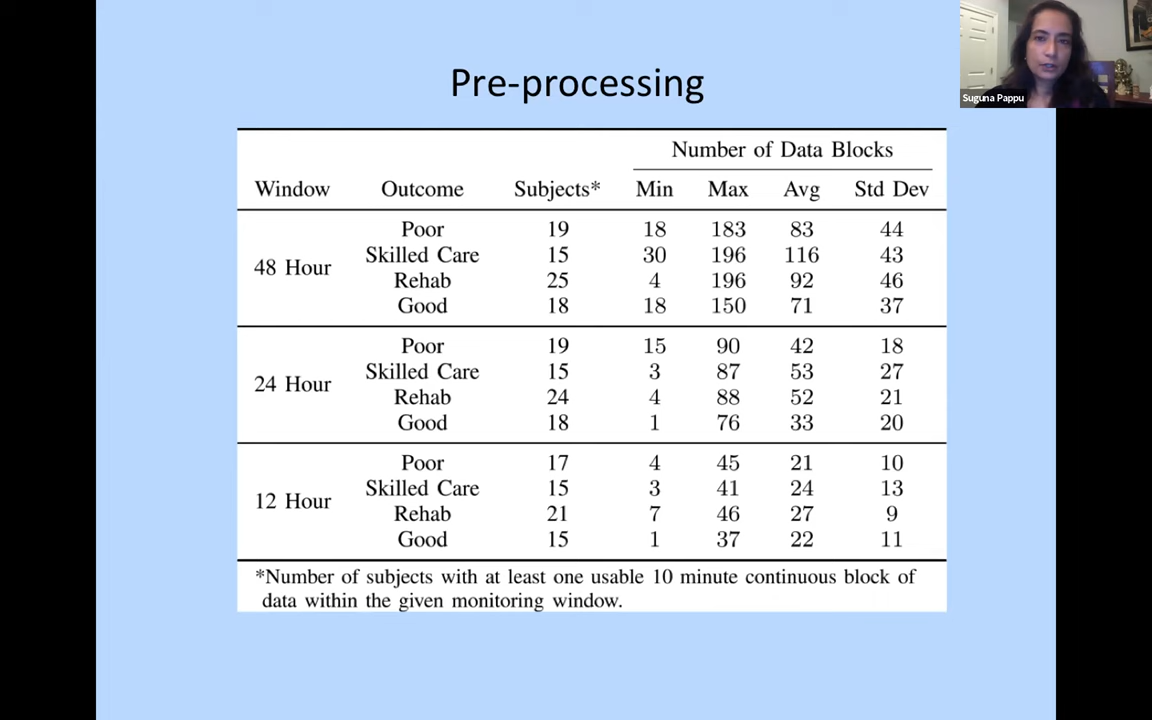 Pre-processing
Suguna Pappu
Number of Data Blocks
Window Outcome Subjects* Min Max Avg Std Dev
48 Hour
Poor 19 18 183 83 44
Skilled Care 15 30 196 116 43
Rehab 25 4 196 92 46
Good 18 18 150 71 37
24 Hour
Poor 19 15 90 42 18
Skilled Care 15 3 87 53 27
Rehab 24 4 88 52 21
Good 18 1 76 33 20
12 Hour
Poor 17 4 45 21 10
Skilled Care 15 3 41 24 13
Rehab 21 7 46 27 9
Good 15 1 37 22 11
*Number of subjects with at least one usable 10 minute continuous block of
data within the given monitoring window.